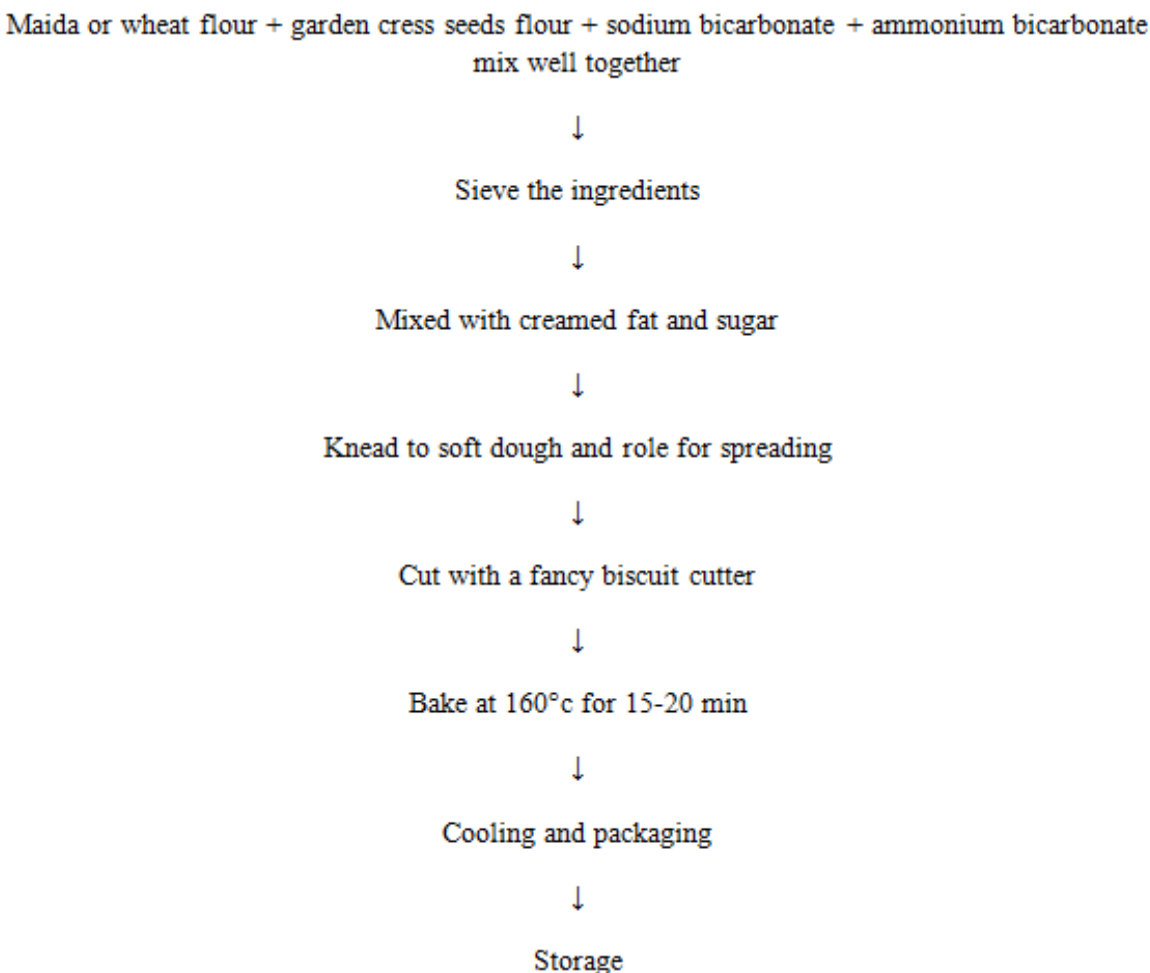 Maida or wheat flour + garden cress seeds flour + sodium bicarbonate + ammonium bicarbonate
mix well together
↓
Sieve the ingredients
↓
Mixed with creamed fat and sugar
↓
Knead to soft dough and role for spreading
↓
Cut with a fancy biscuit cutter
↓
Bake at 160°c for 15-20 min
↓
Cooling and packaging
↓
Storage